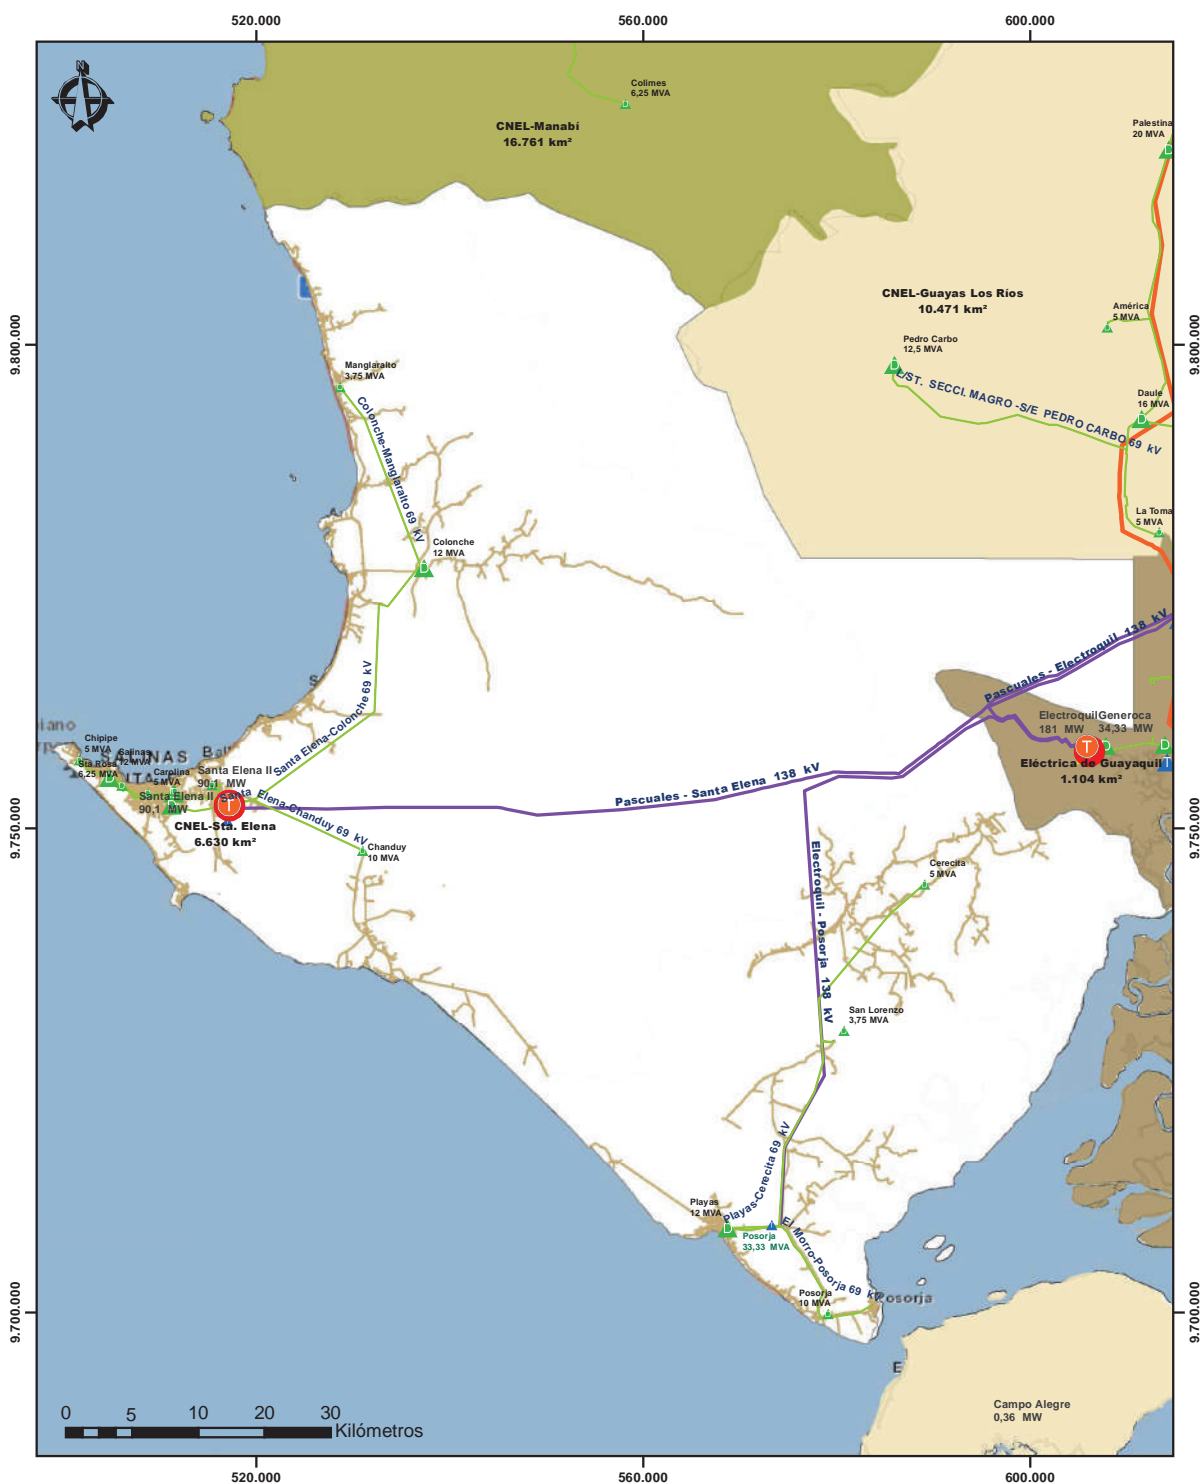 520.000
560.000
600.000
N
Colimes
6,25 MVA
CNEL-Manabí
16.761 km²
Palestina
20 MVA
D
CNEL-Guayas Los Ríos
10.471 km²
América
5 MVA
9.800.000
9.800.000
Pedro Carbo
12,5 MVA
D
L/ST. SECCI. MAGRO -S/E PEDRO CARBO 69 kV
Manglaralto
3,75 MVA
Daule
16 MVA
D
Colonche-Manglaralto 69 kV
La Toma
5 MVA
Colonche
12 MVA
D
Pascuales - Electroquil 138 kV
Santa Elena-Colonche 69 kV
Electroquil
181 MW
Generoca
34,33 MW
T
D
D
T
Eléctrica de Guayaquil
1.104 km²
Chipipe
5 MVA
SALINAS
Salinas
12 MVA
Sta Rosa
6,25 MVA
D
Carolina
5 MVA
Santa Elena II
90,1 MW
Santa Elena II
90,1 MW
D
T
Santa Elena-Chanduy 69 kV
Pascuales - Santa Elena 138 kV
CNEL-Sta. Elena
6.630 km²
9.750.000
9.750.000
Chanduy
10 MVA
Electroquil - Posorja 138 kV
Cerecita
5 MVA
San Lorenzo
3,75 MVA
Playas-Cerecita 69 kV
Playas
12 MVA
D
Posorja
33,33 MVA
El Morro-Posorja 69 kV
Posorja
10 MVA
Posorja
9.700.000
9.700.000
E
Campo Alegre
0,36 MW
0 5 10 20 30
Kilómetros
520.000
560.000
600.000